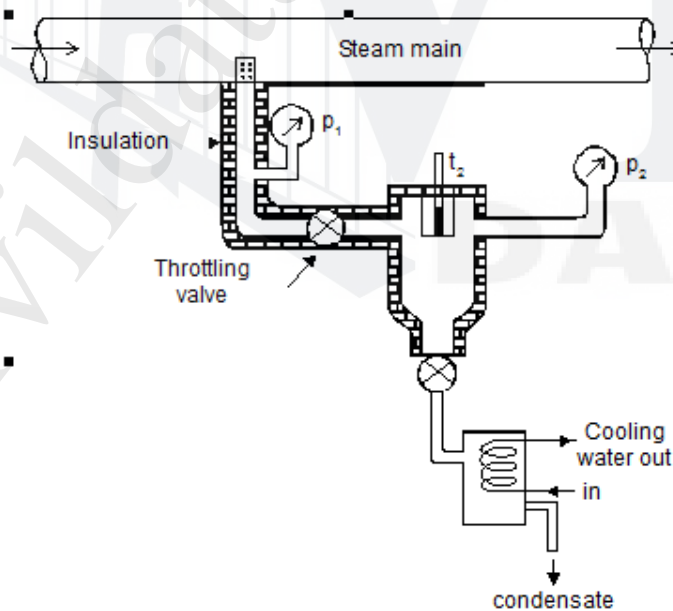 Steam main
p1
Insulation
t2
p2
Throttling
valve
Cooling
water out
in
condensate